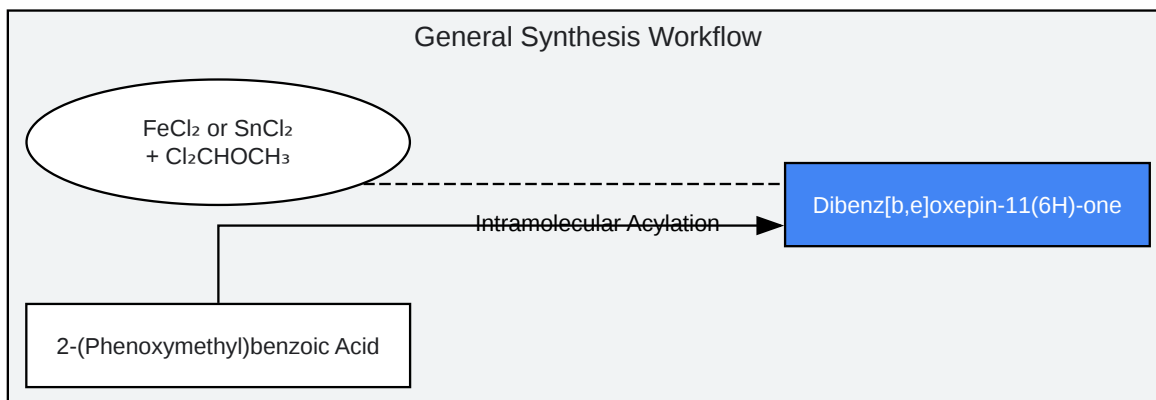 General Synthesis Workflow
FeCl₂ or SnCl₂
+ Cl₂CHOCH₃
Dibenz[b,e]oxepin-11(6H)-one
Intramolecular Acylation
2-(Phenoxymethyl)benzoic Acid